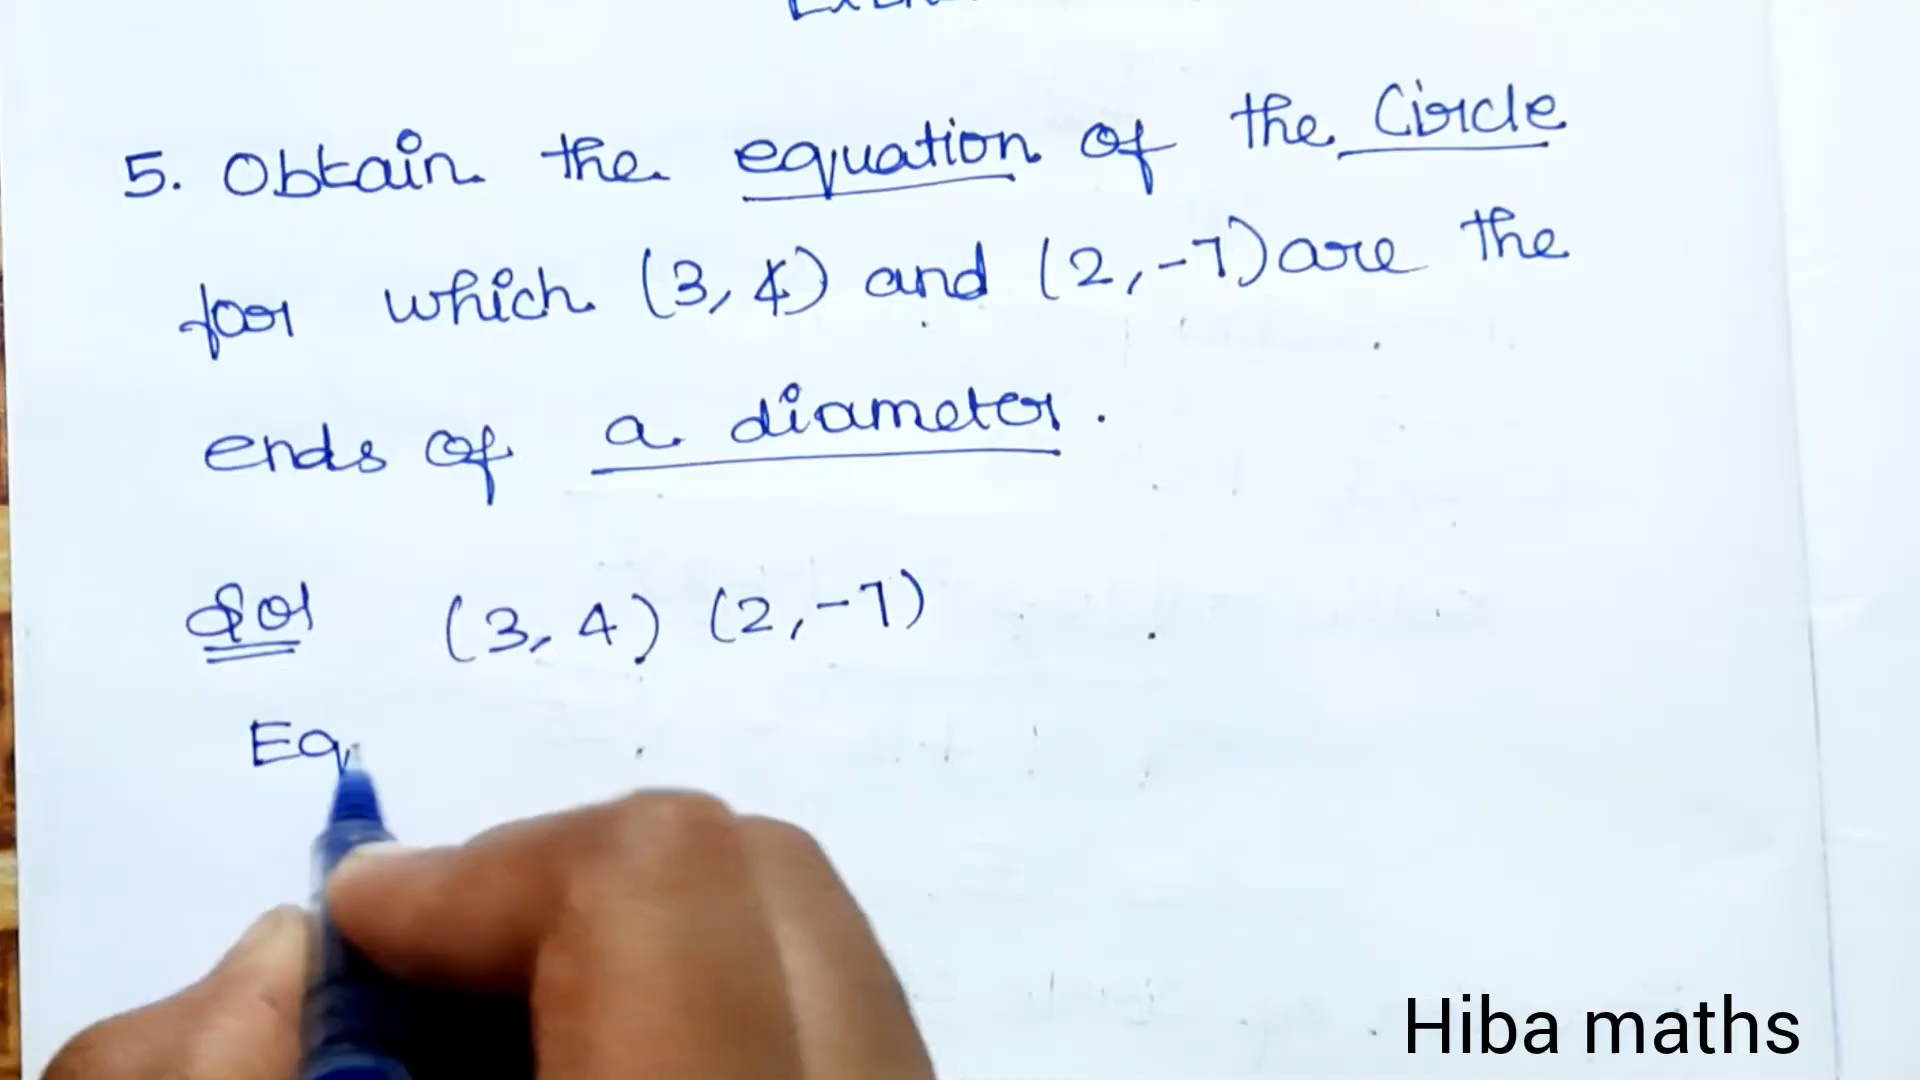 5. Obtain the equation of the Circle
for which (3, 4) and (2, -7) are the
ends of a diameter.
Sol (3, 4) (2, -7)
Eq
Hiba maths